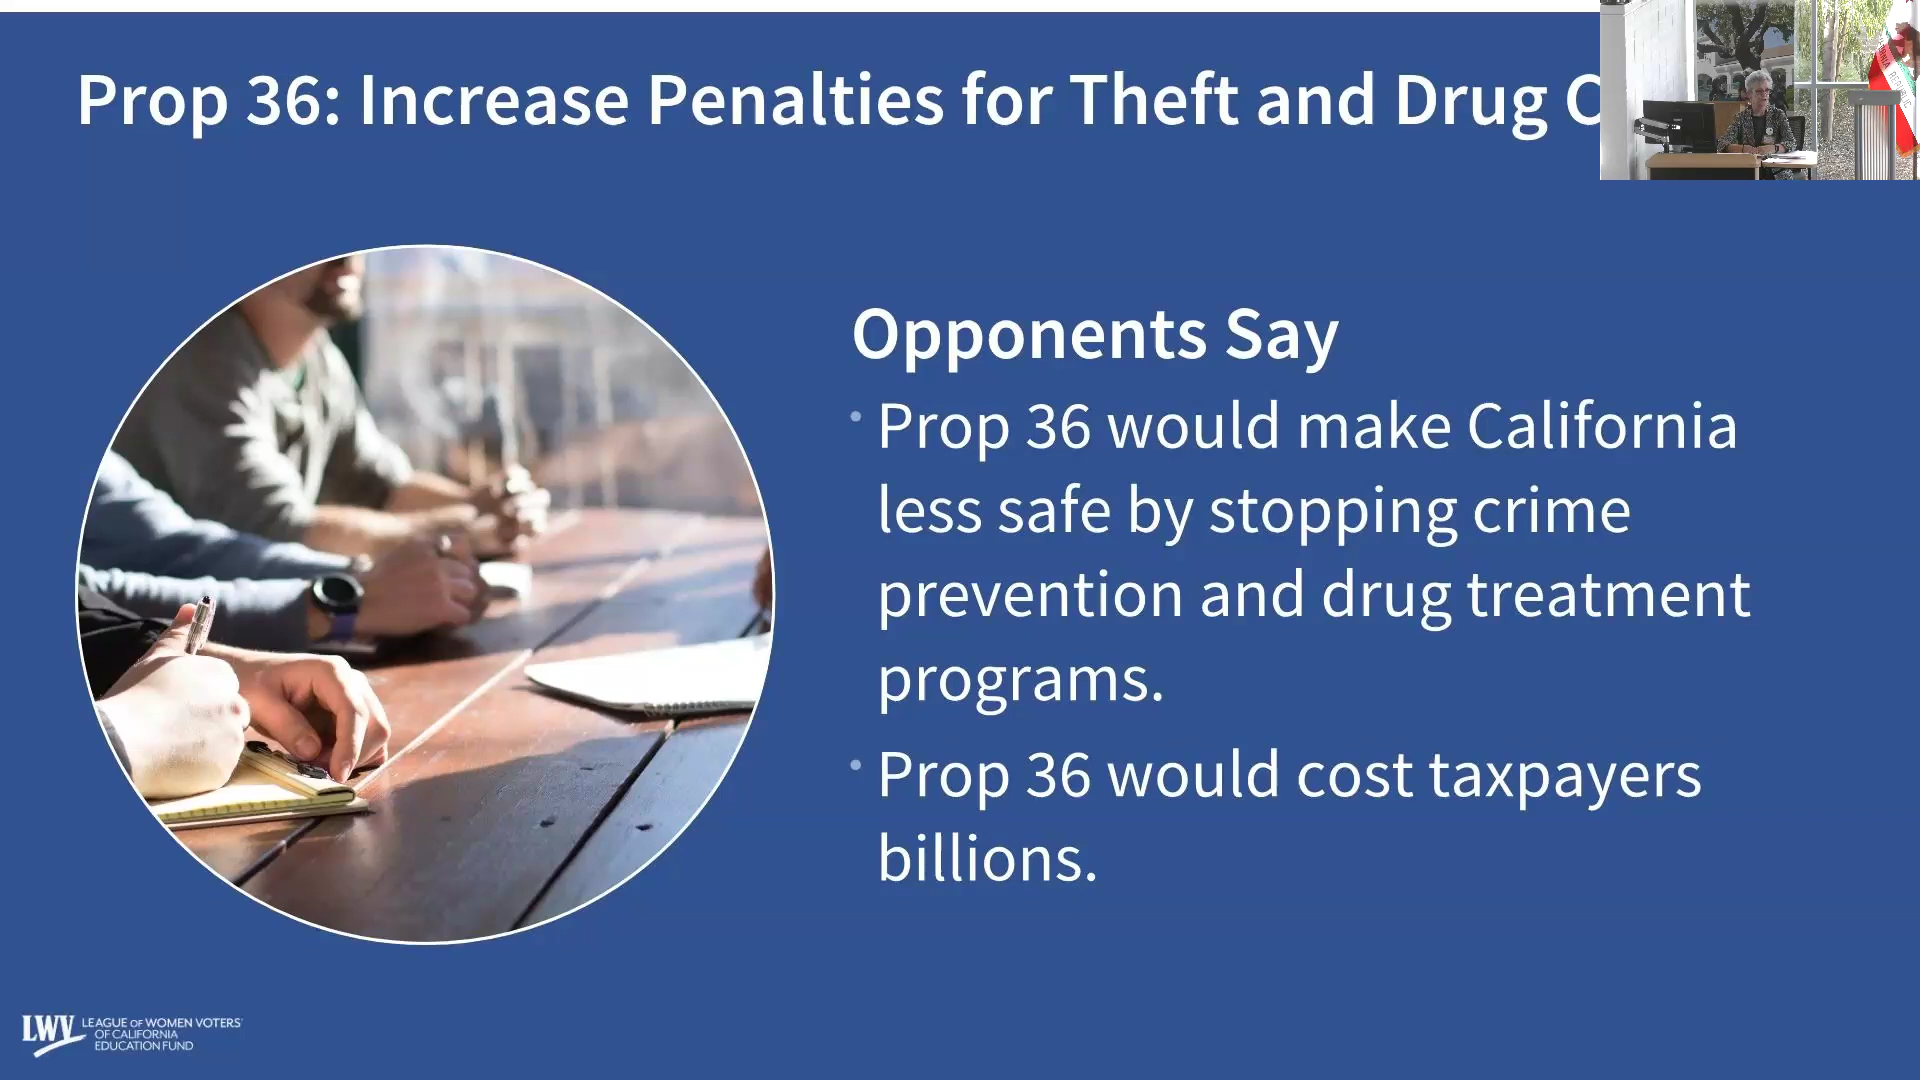 Prop 36: Increase Penalties for Theft and Drug
Opponents Say
Prop 36 would make California
less safe by stopping crime
prevention and drug treatment
programs.
Prop 36 would cost taxpayers
billions.
LWV LEAGUE OF WOMEN VOTERS®
OF CALIFORNIA
EDUCATION FUND